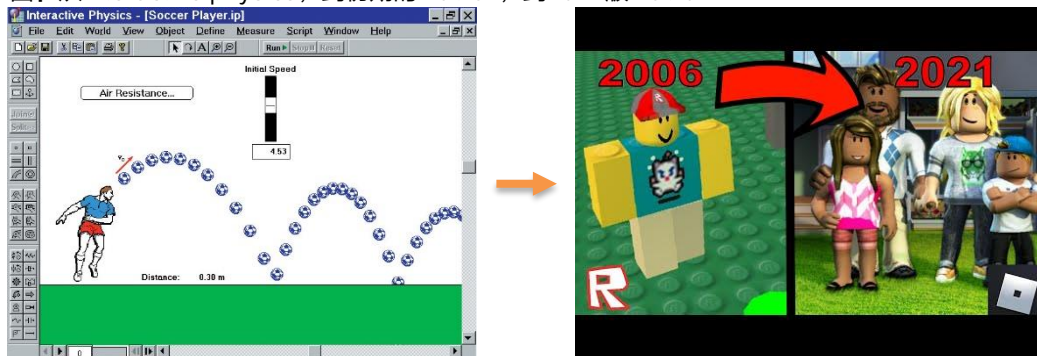 Interactive Physics - [Soccer Player.ip]
File Edit World View Object Define Measure Script Window Help
A Run Stop Reset
Initial Speed
Air Resistance...
4.53
V₀
Distance: 0.30 m
0
2006 2021
R